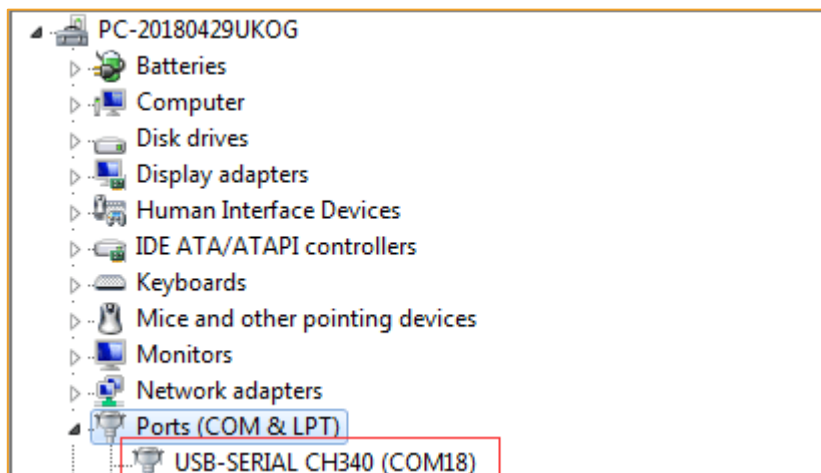 PC-20180429UKOG
Batteries
Computer
Disk drives
Display adapters
Human Interface Devices
IDE ATA/ATAPI controllers
Keyboards
Mice and other pointing devices
Monitors
Network adapters
Ports (COM & LPT)
USB-SERIAL CH340 (COM18)